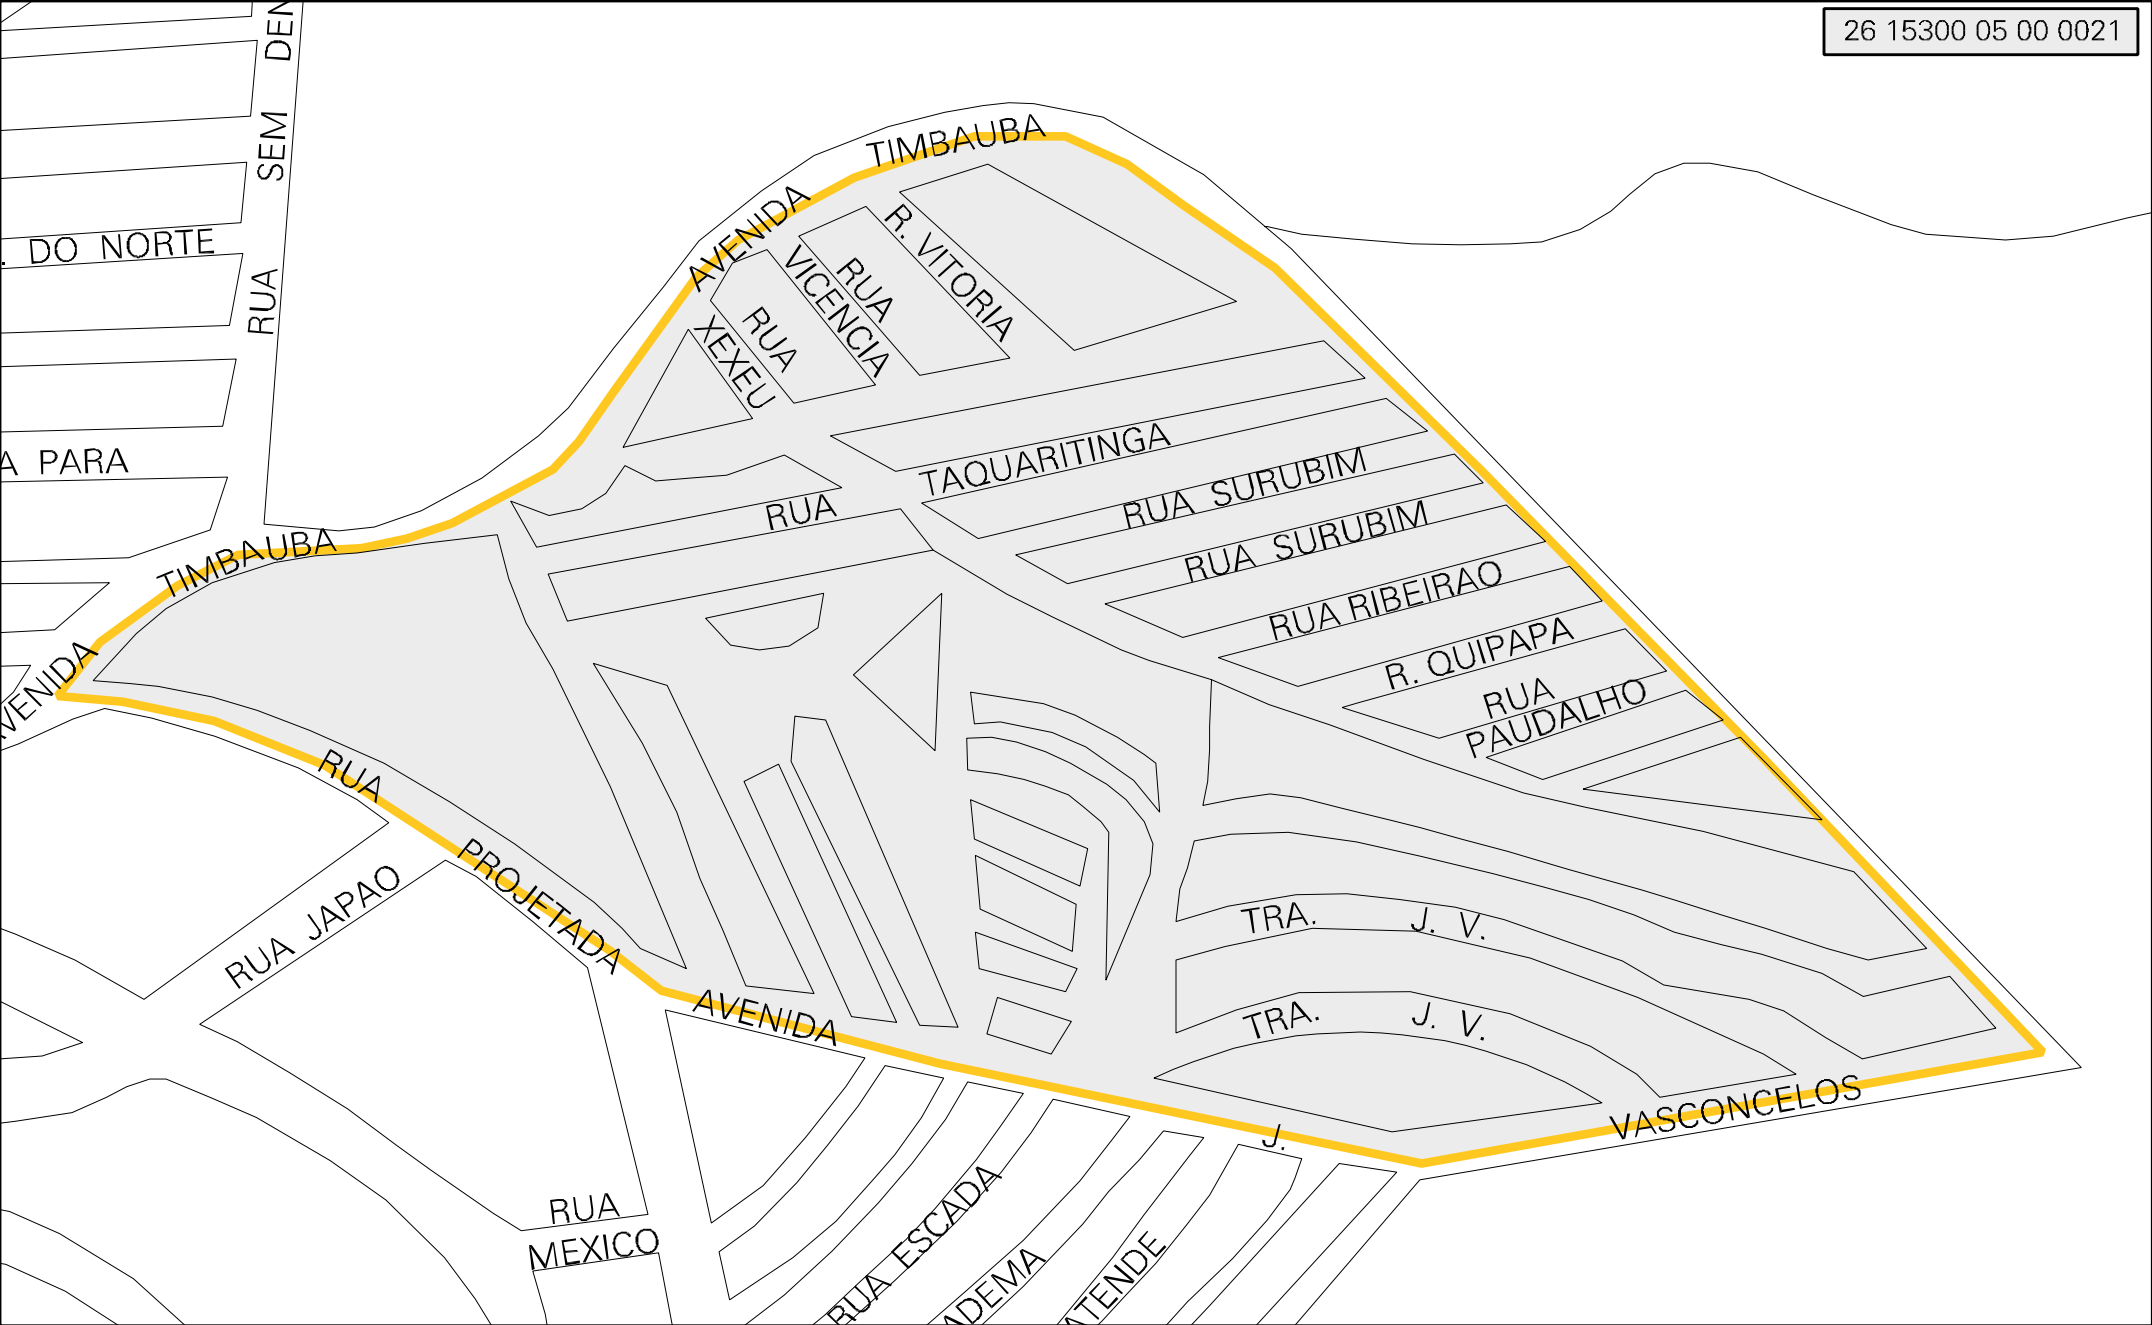 26 15300 05 00 0021
RUA SEM DEN
. DO NORTE
A PARA
AVENIDA TIMBAUBA
R. VITORIA
RUA VICENCIA
RUA XEXEU
RUA TAQUARITINGA
RUA SURUBIM
RUA SURUBIM
RUA RIBEIRAO
R. QUIPAPA
RUA
PAUDALHO
AVENIDA TIMBAUBA
RUA PROJETADA
RUA JAPAO
TRA. J. V.
TRA. J. V.
AVENIDA J. VASCONCELOS
RUA
MEXICO
RUA ESCADA
ADEMA
ATENDE